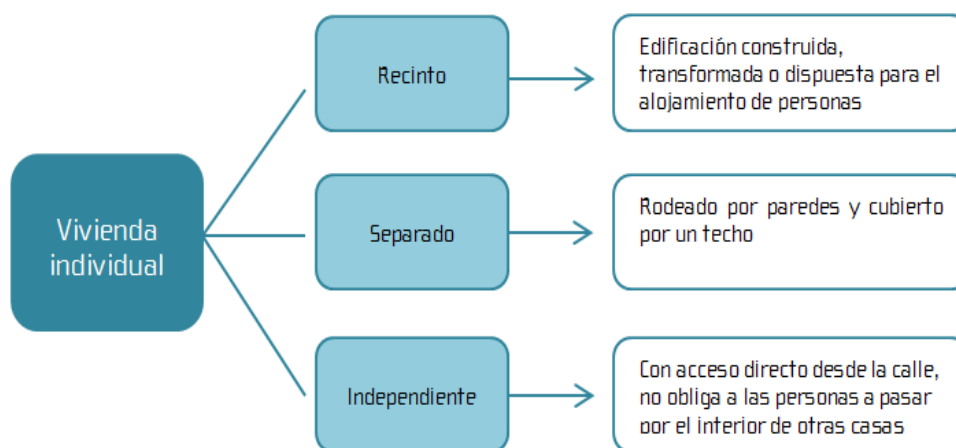 Vivienda
individual
Recinto
Edificación construida,
transformada o dispuesta para el
alojamiento de personas
Separado
Rodeado por paredes y cubierto
por un techo
Independiente
Con acceso directo desde la calle,
no obliga a las personas a pasar
por el interior de otras casas